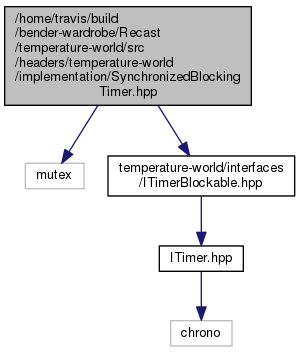 /home/travis/build
/bender-wardrobe/Recast
/temperature-world/src
/headers/temperature-world
/implementation/SynchronizedBlocking
Timer.hpp
mutex
temperature-world/interfaces
/ITimerBlockable.hpp
ITimer.hpp
chrono